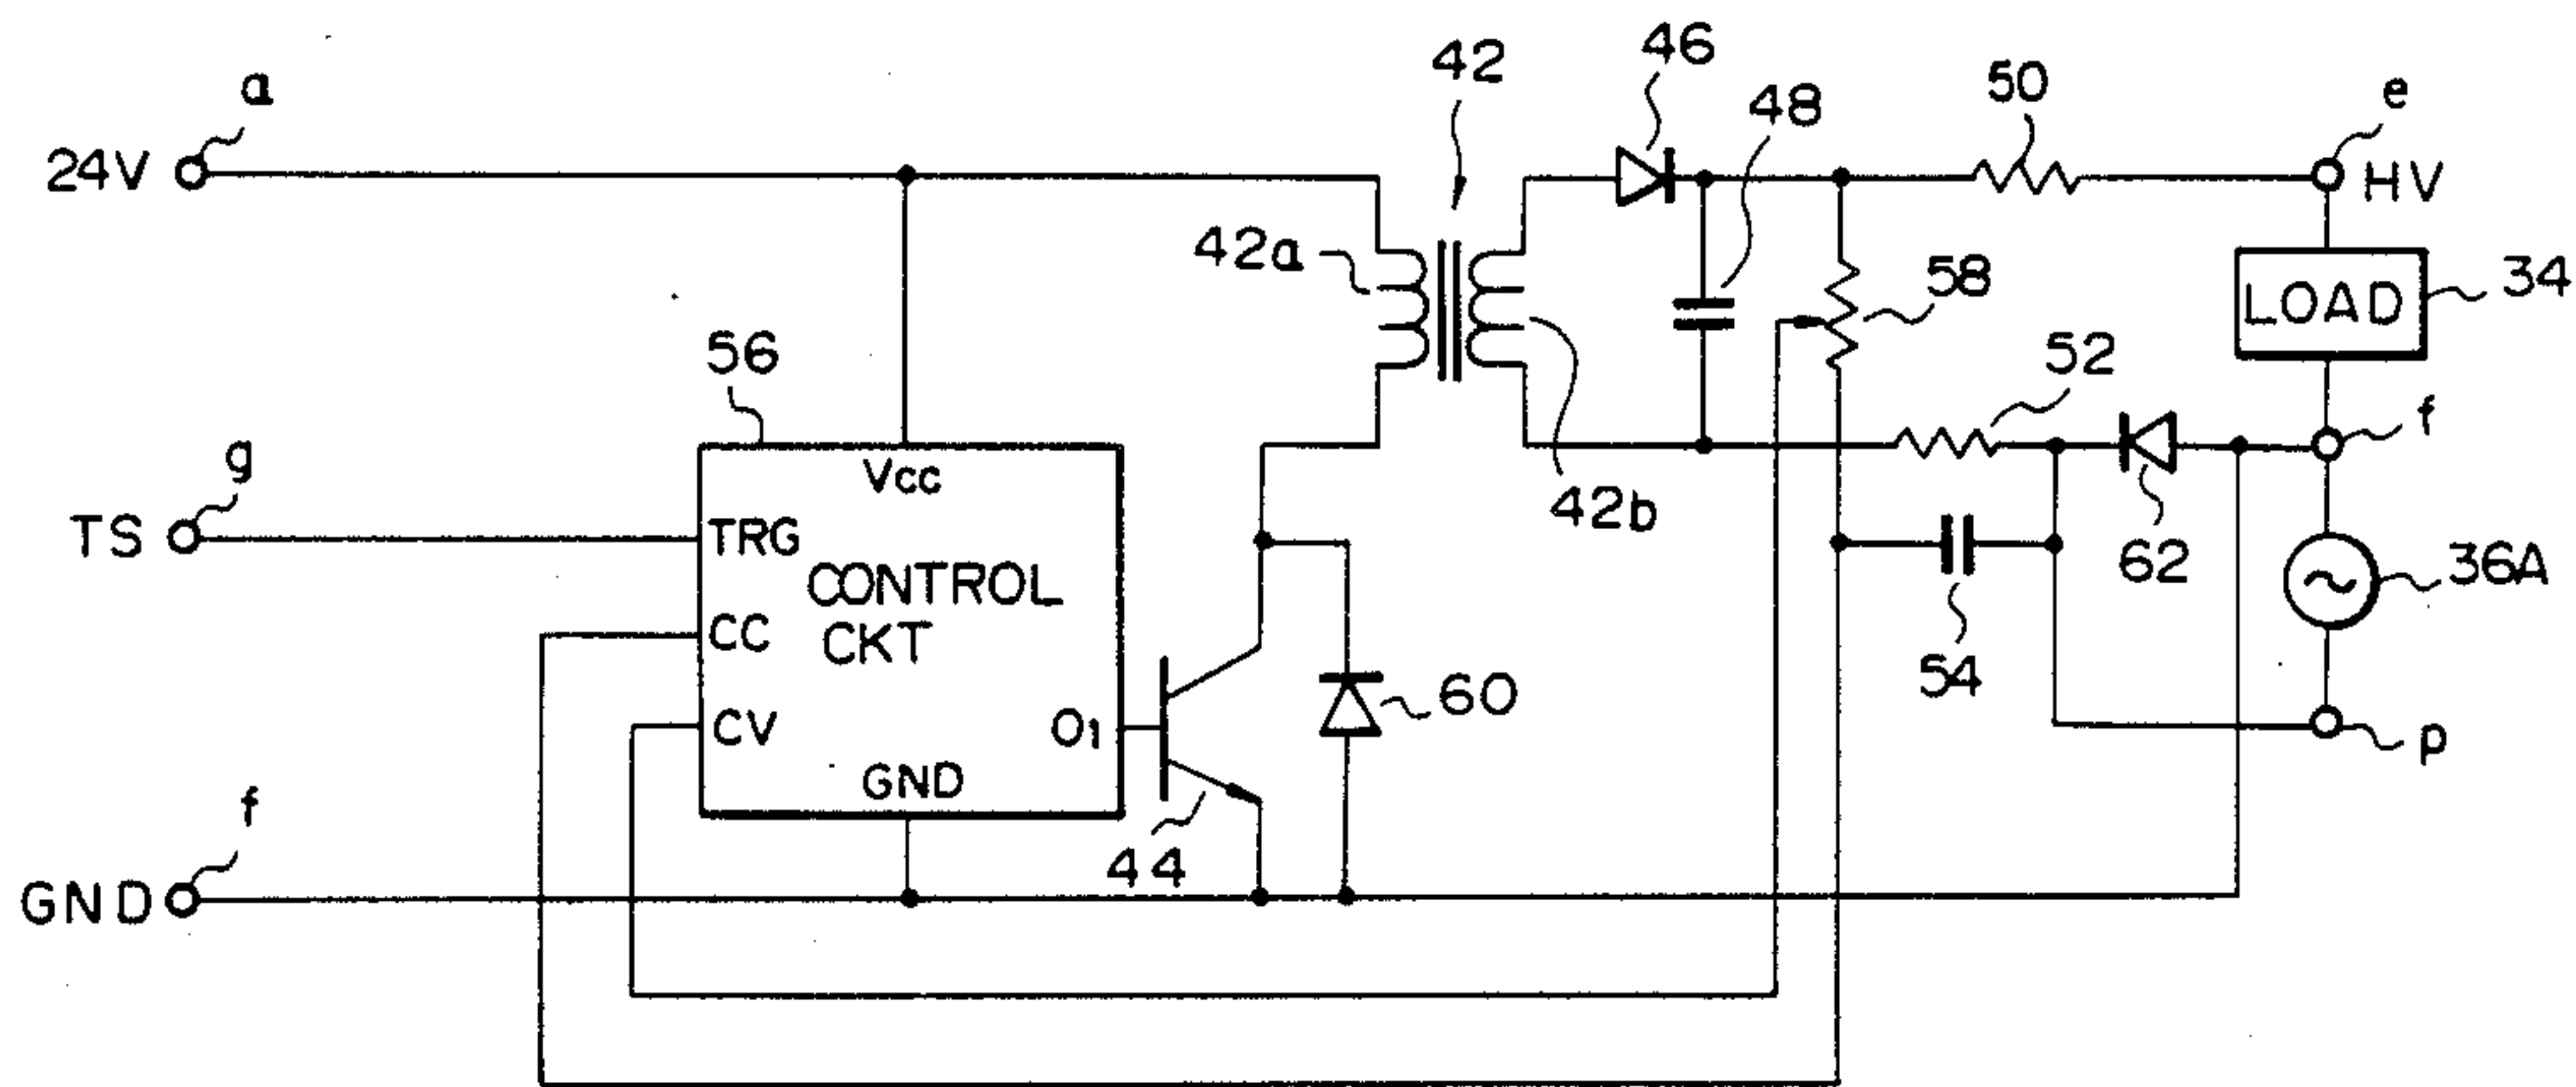 a
24V
42
46
48
50
e
HV
42a
58
LOAD
34
56
52
f
Vcc
42b
g
TS
TRG
CONTROL
CKT
62
36A
CC
54
CV
O1
60
p
GND
44
f
GND